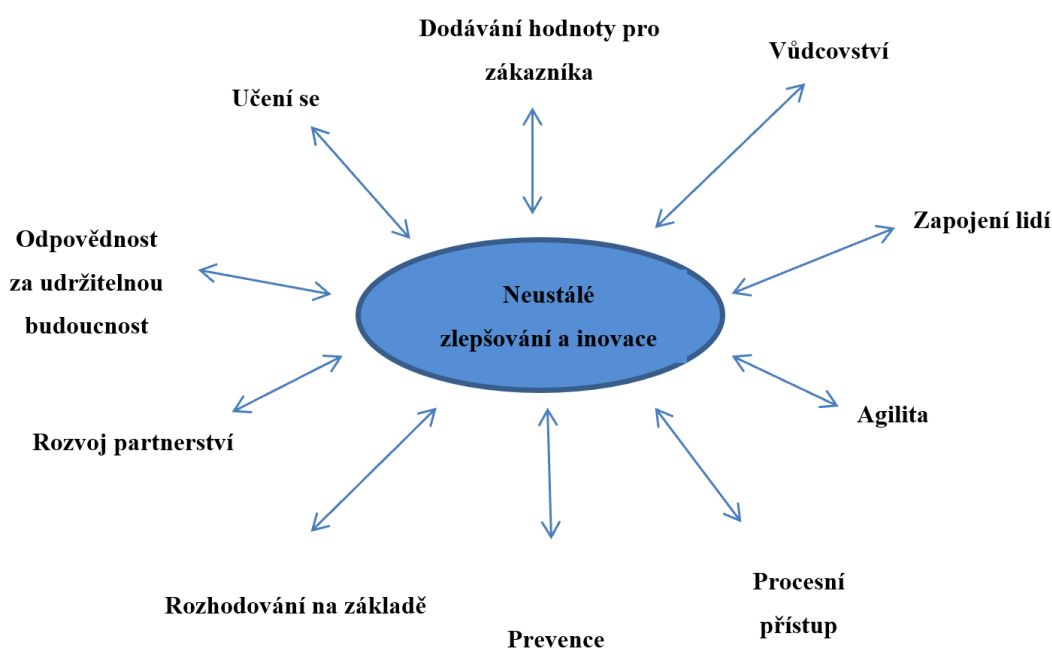 Dodávání hodnoty pro
zákazníka
Vůdcovství
Učení se
Zapojení lidí
Odpovědnost
za udržitelnou
budoucnost
Neustálé
zlepšování a inovace
Agilita
Rozvoj partnerství
Procesní
přístup
Rozhodování na základě
Prevence